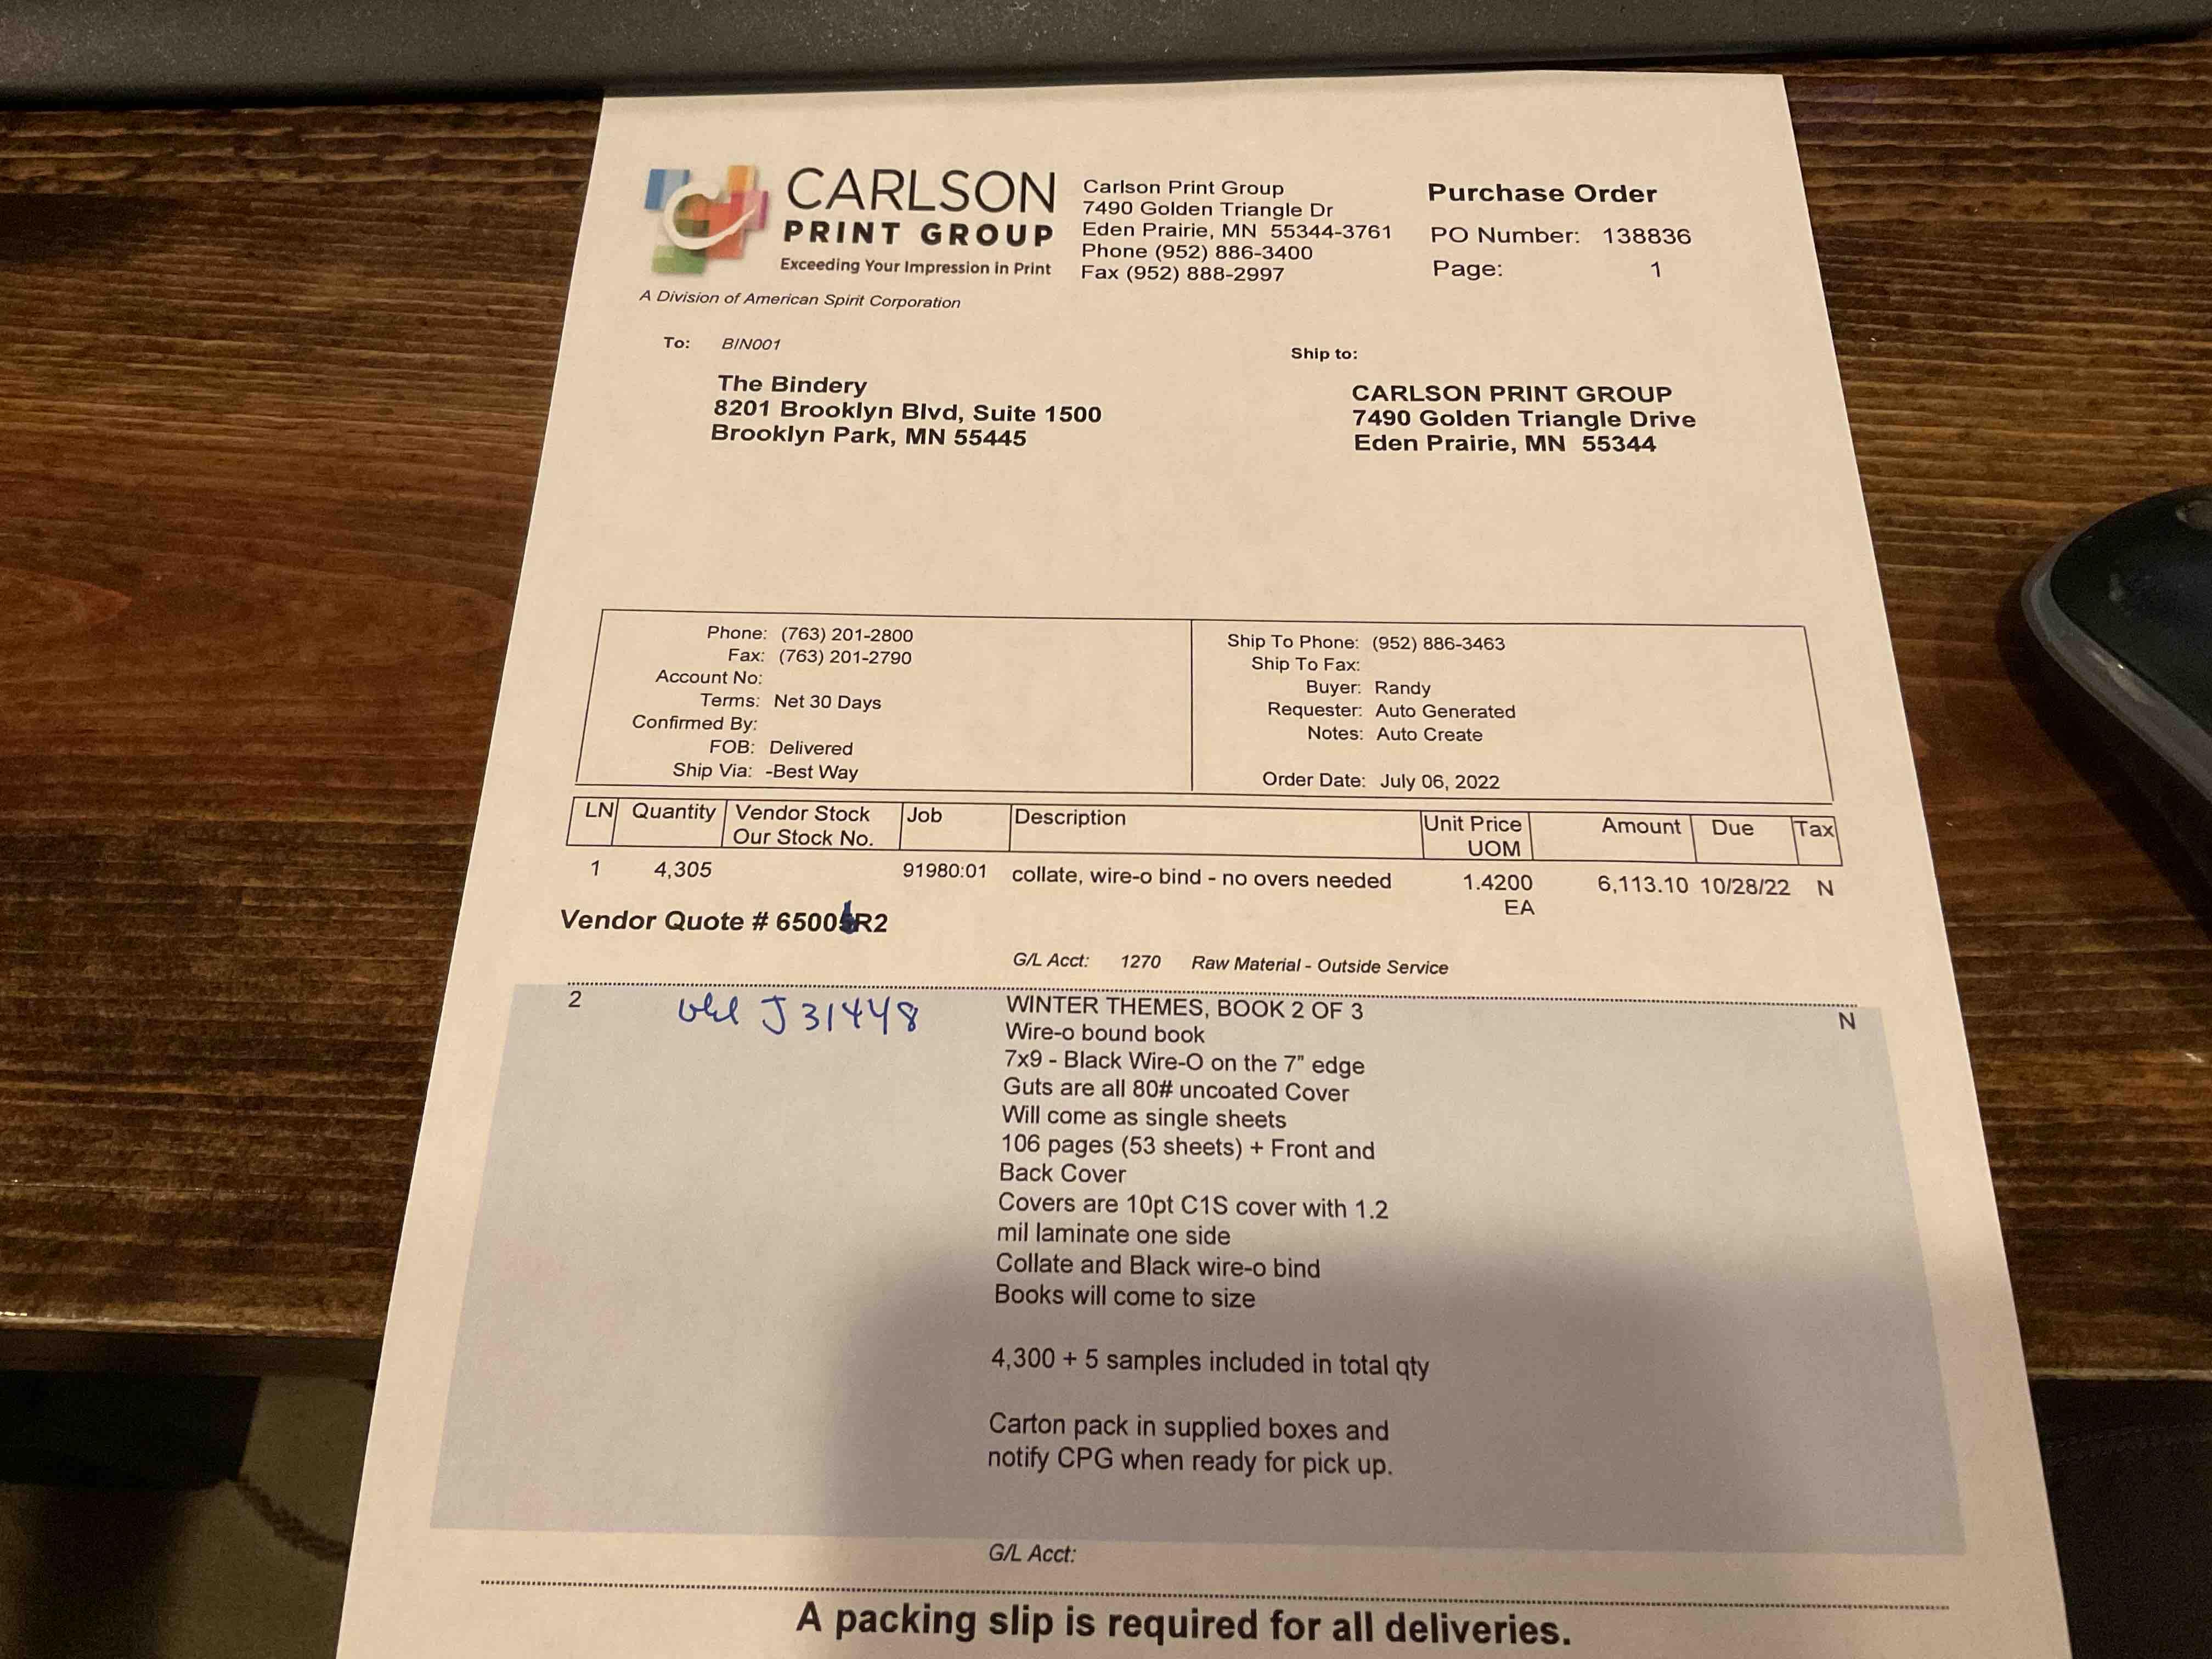 CARLSON
PRINT GROUP
Exceeding Your Impression in Print
A Division of American Spirit Corporation
Carlson Print Group
7490 Golden Triangle Dr
Eden Prairie, MN 55344-3761
Phone (952) 886-3400
Fax (952) 888-2997
Purchase Order
PO Number: 138836
Page: 1
To: BIN001
The Bindery
8201 Brooklyn Blvd, Suite 1500
Brooklyn Park, MN 55445
Ship to:
CARLSON PRINT GROUP
7490 Golden Triangle Drive
Eden Prairie, MN 55344
Phone: (763) 201-2800
Fax: (763) 201-2790
Account No:
Terms: Net 30 Days
Confirmed By:
FOB: Delivered
Ship Via: -Best Way
Ship To Phone: (952) 886-3463
Ship To Fax:
Buyer: Randy
Requester: Auto Generated
Notes: Auto Create
Order Date: July 06, 2022
LN Quantity Vendor Stock Job Description Unit Price Amount Due Tax
Our Stock No. UOM
1 4,305 91980:01 collate, wire-o bind - no overs needed 1.4200 6,113.10 10/28/22 N
EA
Vendor Quote #
G/L Acct: 1270 Raw Material - Outside Service
2 J31448 WINTER THEMES, BOOK 2 OF 3 N
Wire-o bound book
7x9 - Black Wire-O on the 7" edge
Guts are all 80# uncoated Cover
Will come as single sheets
106 pages (53 sheets) + Front and
Back Cover
Covers are 10pt C1S cover with 1.2
mil laminate one side
Collate and Black wire-o bind
Books will come to size
4,300 + 5 samples included in total qty
Carton pack in supplied boxes and
notify CPG when ready for pick up.
G/L Acct:
A packing slip is required for all deliveries.